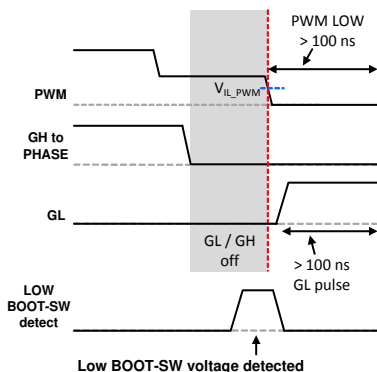 PWM LOW
> 100 ns
V_IL_PWM
PWM
GH to
PHASE
GL
GL / GH
off
> 100 ns
GL pulse
LOW
BOOT-SW
detect
Low BOOT-SW voltage detected